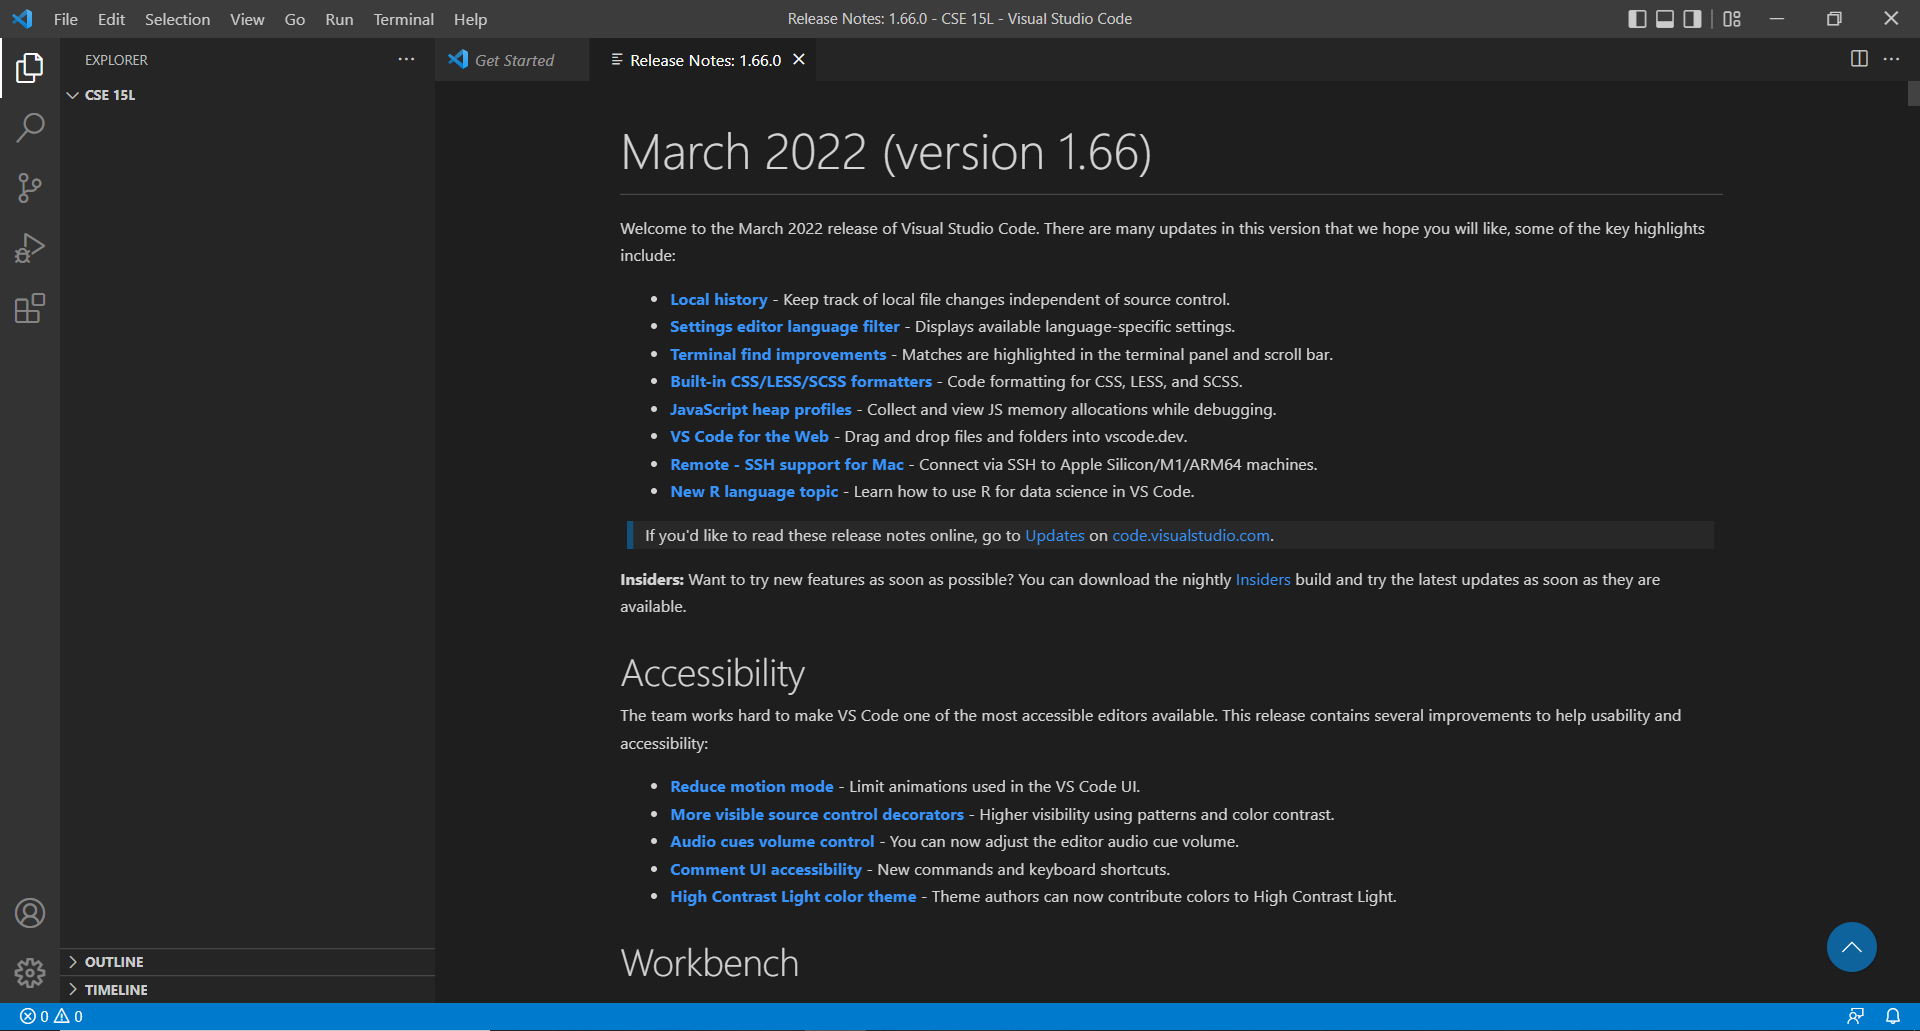 File Edit Selection View Go Run Terminal Help
Release Notes: 1.66.0 - CSE 15L - Visual Studio Code
EXPLORER
CSE 15L
OUTLINE
TIMELINE
Get Started
Release Notes: 1.66.0
March 2022 (version 1.66)
Welcome to the March 2022 release of Visual Studio Code. There are many updates in this version that we hope you will like, some of the key highlights
include:
• Local history - Keep track of local file changes independent of source control.
• Settings editor language filter - Displays available language-specific settings.
• Terminal find improvements - Matches are highlighted in the terminal panel and scroll bar.
• Built-in CSS/LESS/SCSS formatters - Code formatting for CSS, LESS, and SCSS.
• JavaScript heap profiles - Collect and view JS memory allocations while debugging.
• VS Code for the Web - Drag and drop files and folders into vscode.dev.
• Remote - SSH support for Mac - Connect via SSH to Apple Silicon/M1/ARM64 machines.
• New R language topic - Learn how to use R for data science in VS Code.
If you'd like to read these release notes online, go to Updates on code.visualstudio.com.
Insiders: Want to try new features as soon as possible? You can download the nightly Insiders build and try the latest updates as soon as they are
available.
Accessibility
The team works hard to make VS Code one of the most accessible editors available. This release contains several improvements to help usability and
accessibility:
• Reduce motion mode - Limit animations used in the VS Code UI.
• More visible source control decorators - Higher visibility using patterns and color contrast.
• Audio cues volume control - You can now adjust the editor audio cue volume.
• Comment UI accessibility - New commands and keyboard shortcuts.
• High Contrast Light color theme - Theme authors can now contribute colors to High Contrast Light.
Workbench
0 0